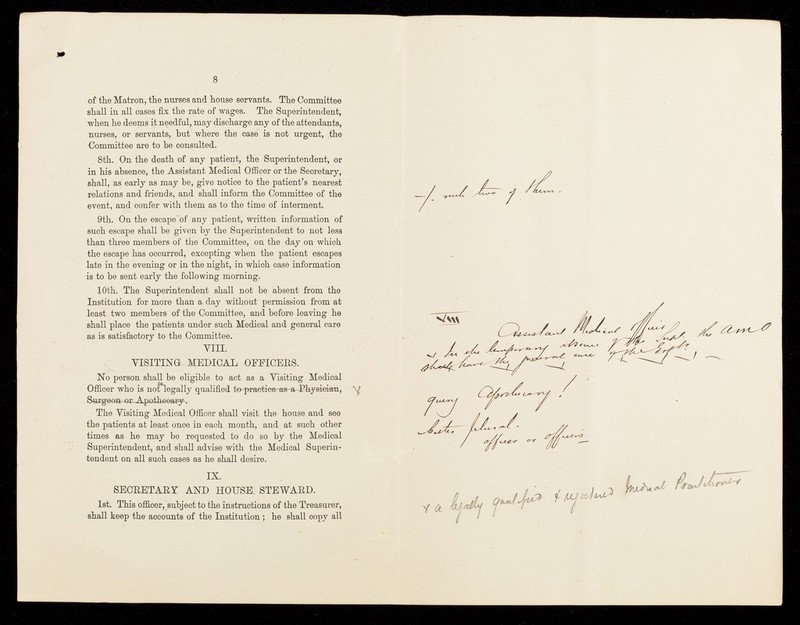 8
of the Matron, the nurses and house servants. The Committee
shall in all cases fix the rate of wages. The Superintendent,
when he deems it needful, may discharge any of the attendants,
nurses, or servants, but where the case is not urgent, the
Committee are to be consulted.
8th. On the death of any patient, the Superintendent, or
in his absence, the Assistant Medical Officer or the Secretary,
shall, as early as may be, give notice to the patient's nearest
relations and friends, and shall inform the Committee of the
event, and confer with them as to the time of interment.
9th. On the escape of any patient, written information of
such escape shall be given by the Superintendent to not less
than three members of the Committee, on the day on which
the escape has occurred, excepting when the patient escapes
late in the evening or in the night, in which case information
is to be sent early the following morning.
10th. The Superintendent shall not be absent from the
Institution for more than a day without permission from at
least two members of the Committee, and before leaving he
shall place the patients under such Medical and general care
as is satisfactory to the Committee.
VIII.
VISITING MEDICAL OFFICERS.
No person shall be eligible to act as a Visiting Medical
Officer who is not legally qualified to practice as a Physician,
Surgeon or Apothecary.
The Visiting Medical Officer shall visit the house and see
the patients at least once in each month, and at such other
times as he may be requested to do so by the Medical
Superintendent, and shall advise with the Medical Superin-
tendent on all such cases as he shall desire.
IX.
SECRETARY AND HOUSE STEWARD.
1st. This officer, subject to the instructions of the Treasurer,
shall keep the accounts of the Institution; he shall copy all
two of them.
VIII
Assistant Medical Officer
In the temporary absence of the Supt the AMO
shall have the general care of the
query Apothecary!
plural.
officer or officers
a legally qualified & registered Medical Practitioner